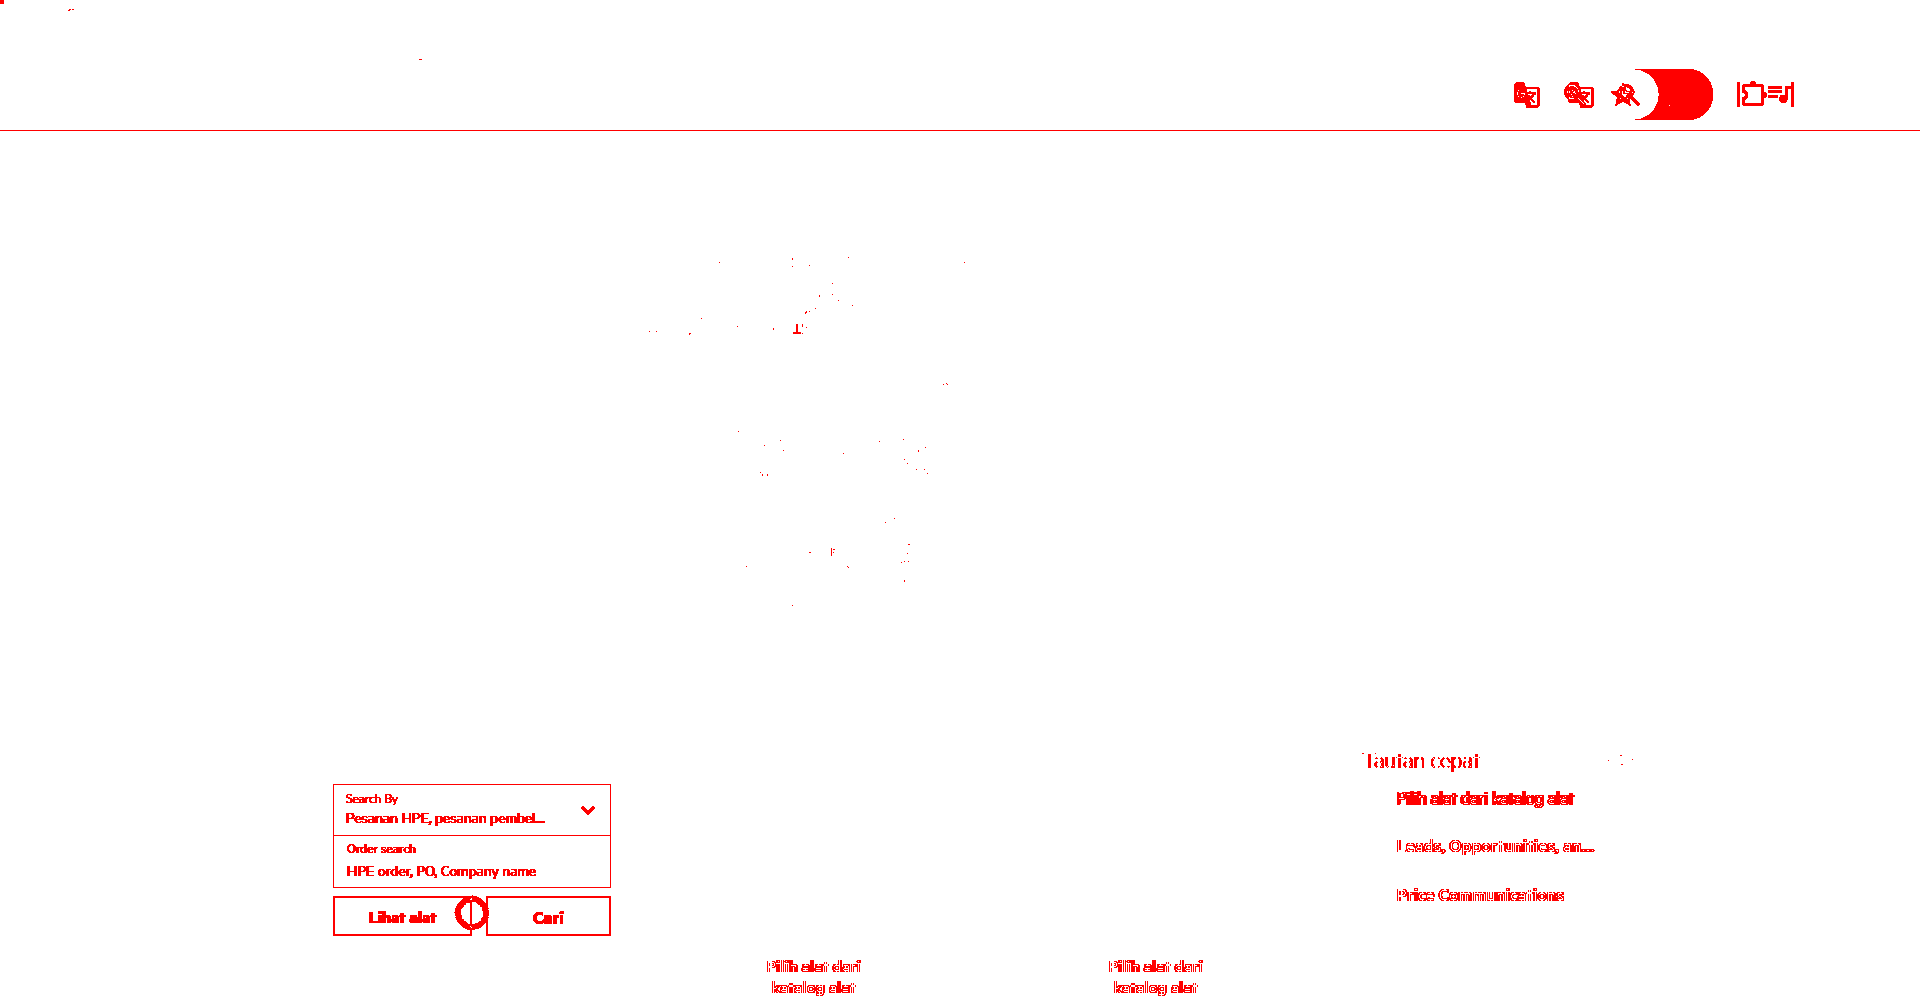 Tautan cepat
Search By
Pesanan HPE, pesanan pembel...
Pilih alat dari katalog alat
Order search
HPE order, PO, Company name
Leads, Opportunities, an...
Price Communications
Lihat alat
Cari
Pilih alat dari
katalog alat
Pilih alat dari
katalog alat